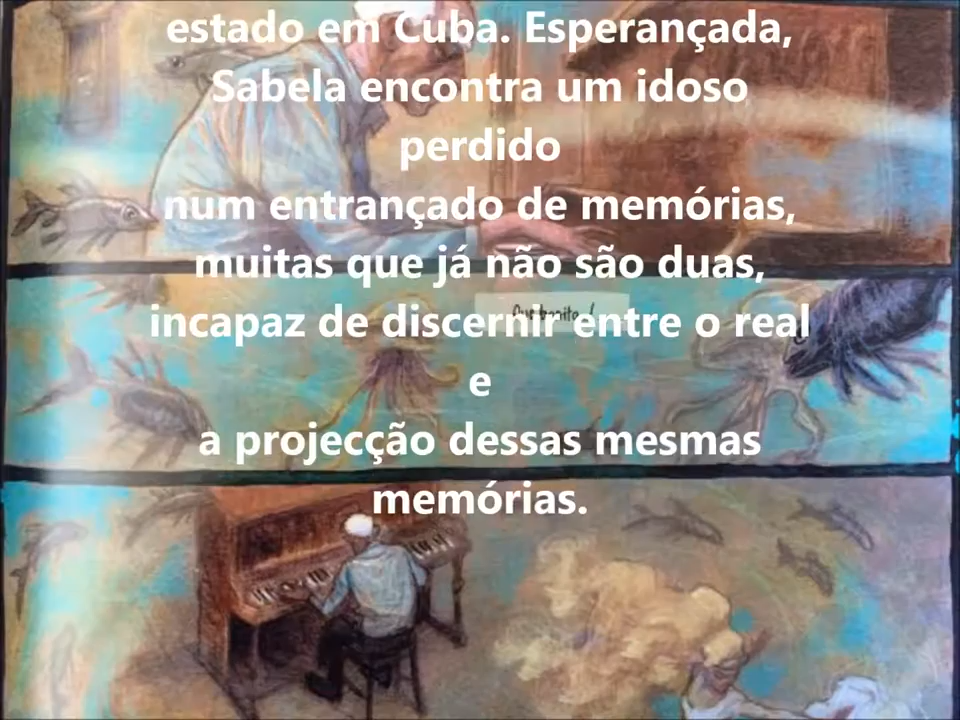 estado em Cuba. Esperançada,
Sabela encontra um idoso
perdido
num entrançado de memórias,
muitas que já não são duas,
incapaz de discernir entre o real
e
a projecção dessas mesmas
memórias.